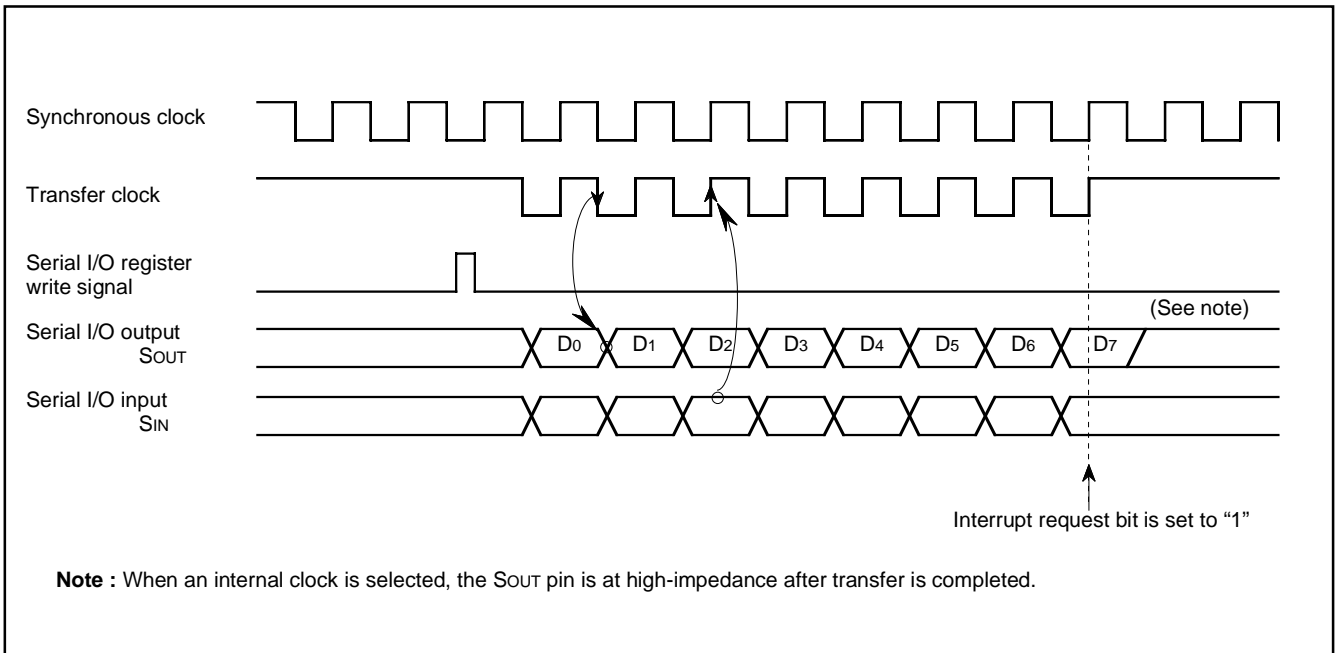 Synchronous clock
Transfer clock
Serial I/O register
write signal
(See note)
Serial I/O output
SOUT
D0 D1 D2 D3 D4 D5 D6 D7
Serial I/O input
SIN
Interrupt request bit is set to “1”
Note : When an internal clock is selected, the SOUT pin is at high-impedance after transfer is completed.